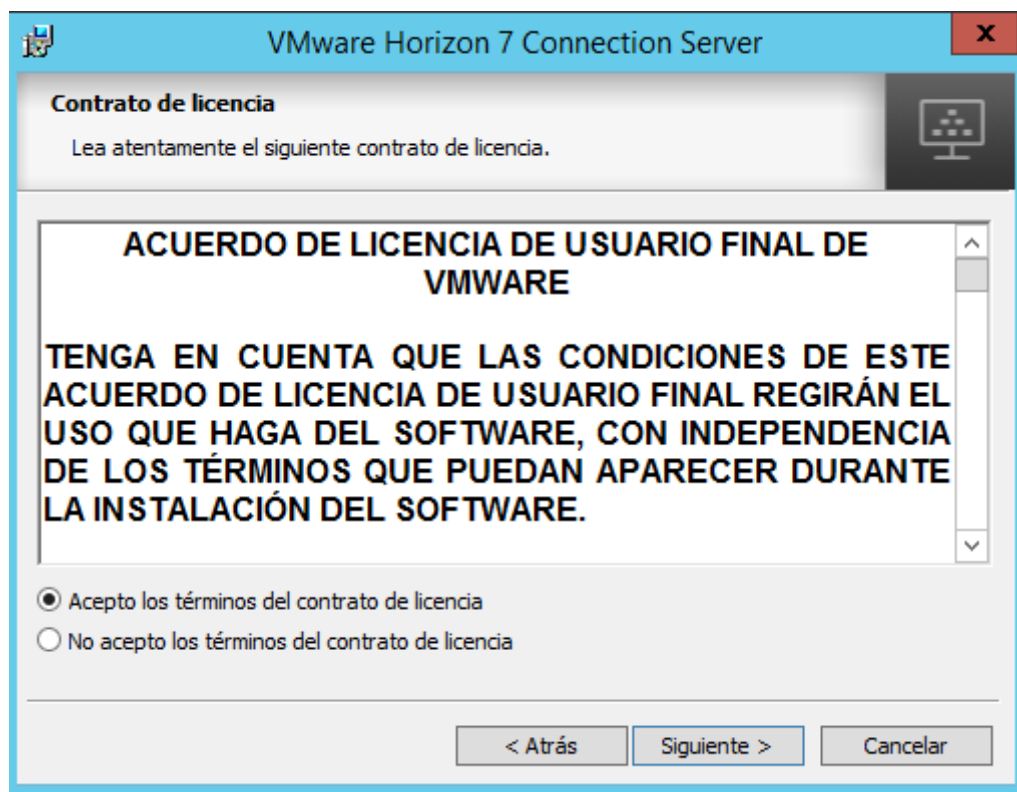 VMware Horizon 7 Connection Server
x
Contrato de licencia
Lea atentamente el siguiente contrato de licencia.
ACUERDO DE LICENCIA DE USUARIO FINAL DE
VMWARE
TENGA EN CUENTA QUE LAS CONDICIONES DE ESTE
ACUERDO DE LICENCIA DE USUARIO FINAL REGIRÁN EL
USO QUE HAGA DEL SOFTWARE, CON INDEPENDENCIA
DE LOS TÉRMINOS QUE PUEDAN APARECER DURANTE
LA INSTALACIÓN DEL SOFTWARE.
Acepto los términos del contrato de licencia
No acepto los términos del contrato de licencia
< Atrás Siguiente > Cancelar